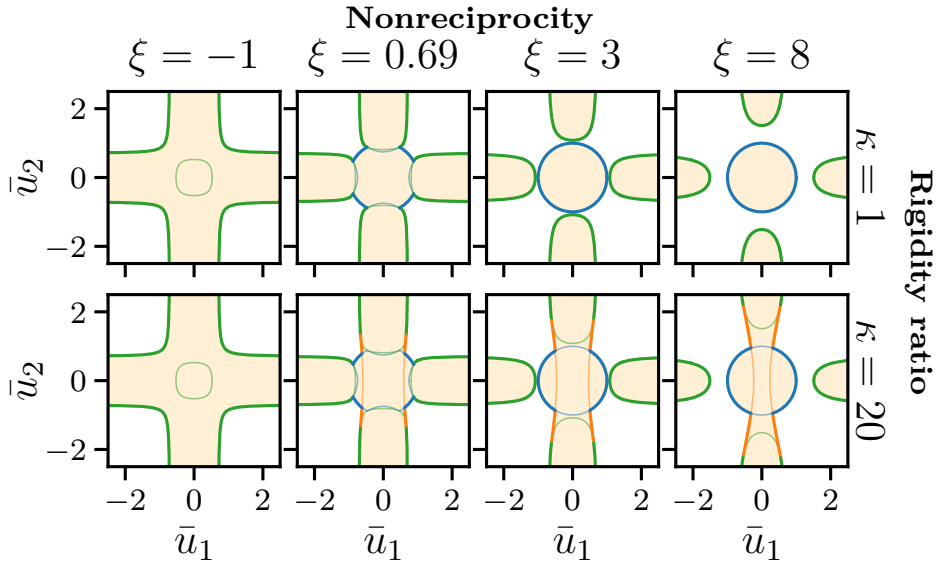 Nonreciprocity
ξ = −1
ξ = 0.69
ξ = 3
ξ = 8
2
0
−2
ū₂
−2
0
2
ū₂
κ = 1
κ = 20
Rigidity ratio
−2 0 2
−2 0 2
−2 0 2
−2 0 2
ū₁
ū₁
ū₁
ū₁